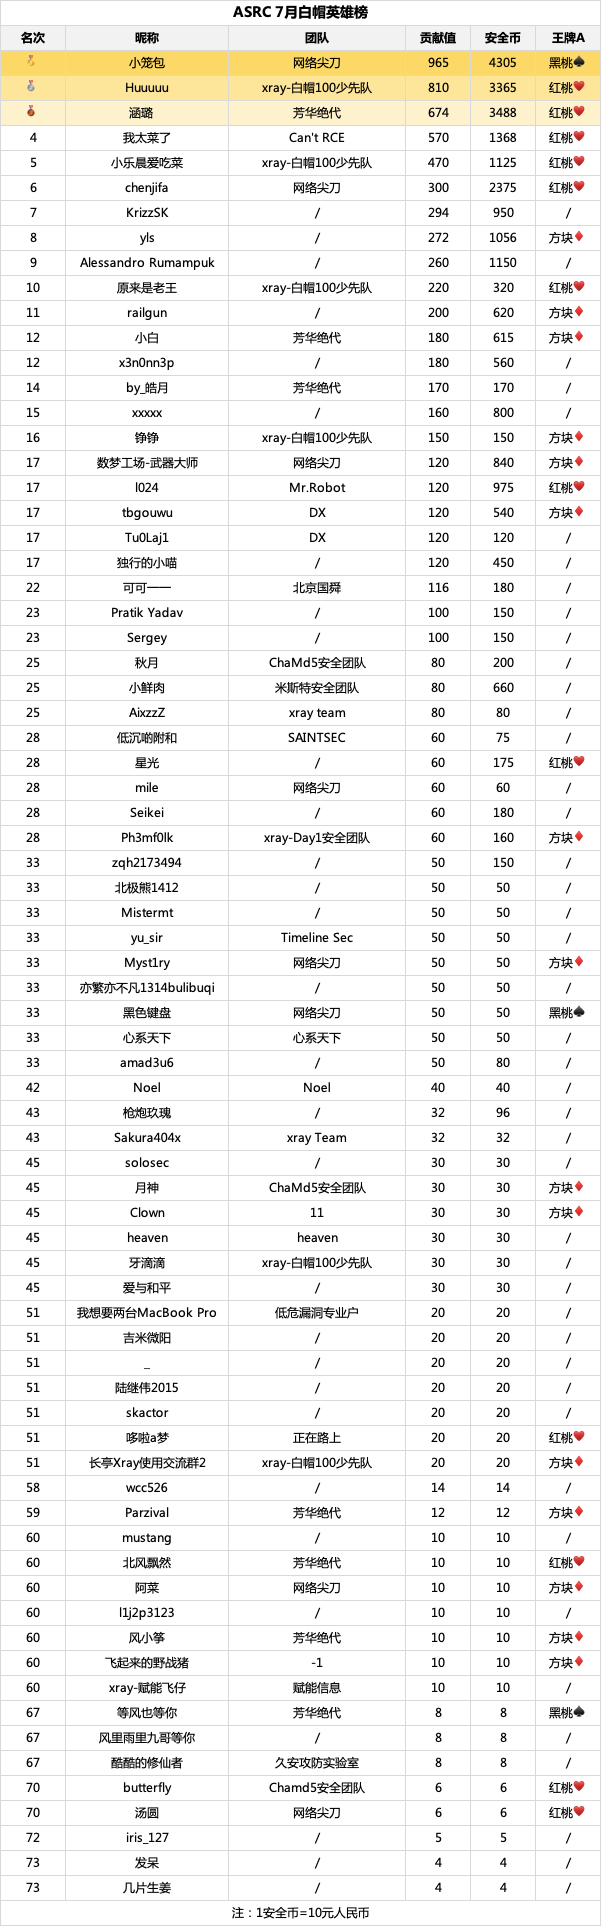 ASRC 7月白帽英雄榜
名次 昵称 团队 贡献值 安全币 王牌A
🥇 小笼包 网络尖刀 965 4305 黑桃♠
🥈 Huuuuu xray-白帽100少先队 810 3365 红桃♥
🥉 涵璐 芳华绝代 674 3488 红桃♥
4 我太菜了 Can't RCE 570 1368 红桃♥
5 小乐晨爱吃菜 xray-白帽100少先队 470 1125 红桃♥
6 chenjifa 网络尖刀 300 2375 红桃♥
7 KrizzSK / 294 950 /
8 yls / 272 1056 方块♦
9 Alessandro Rumampuk / 260 1150 /
10 原来是老王 xray-白帽100少先队 220 320 红桃♥
11 railgun / 200 620 方块♦
12 小白 芳华绝代 180 615 方块♦
12 x3n0nn3p / 180 560 /
14 by_皓月 芳华绝代 170 170 /
15 xxxxx / 160 800 /
16 铮铮 xray-白帽100少先队 150 150 方块♦
17 数梦工场-武器大师 网络尖刀 120 840 方块♦
17 l024 Mr.Robot 120 975 红桃♥
17 tbgouwu DX 120 540 方块♦
17 Tu0Laj1 DX 120 120 /
17 独行的小喵 / 120 450 /
22 可可一一 北京国舜 116 180 /
23 Pratik Yadav / 100 150 /
23 Sergey / 100 150 /
25 秋月 ChaMd5安全团队 80 200 /
25 小鲜肉 米斯特安全团队 80 660 /
25 AixzzZ xray team 80 80 /
28 低沉啲附和 SAINTSEC 60 75 /
28 星光 / 60 175 红桃♥
28 mile 网络尖刀 60 60 /
28 Seikei / 60 180 /
28 Ph3mf0lk xray-Day1安全团队 60 160 方块♦
33 zqh2173494 / 50 150 /
33 北极熊1412 / 50 50 /
33 Mistermt / 50 50 /
33 yu_sir Timeline Sec 50 50 /
33 Myst1ry 网络尖刀 50 50 方块♦
33 亦繁亦不凡1314bulibuqi / 50 50 /
33 黑色键盘 网络尖刀 50 50 黑桃♠
33 心系天下 心系天下 50 50 /
33 amad3u6 / 50 80 /
42 Noel Noel 40 40 /
43 枪炮玖瑰 / 32 96 /
43 Sakura404x xray Team 32 32 /
45 solosec / 30 30 /
45 月神 ChaMd5安全团队 30 30 方块♦
45 Clown 11 30 30 方块♦
45 heaven heaven 30 30 /
45 牙滴滴 xray-白帽100少先队 30 30 /
45 爱与和平 / 30 30 /
51 我想要两台MacBook Pro 低危漏洞专业户 20 20 /
51 吉米微阳 / 20 20 /
51 _ / 20 20 /
51 陆继伟2015 / 20 20 /
51 skactor / 20 20 /
51 哆啦a梦 正在路上 20 20 红桃♥
51 长亭Xray使用交流群2 xray-白帽100少先队 20 20 方块♦
58 wcc526 / 14 14 /
59 Parzival 芳华绝代 12 12 方块♦
60 mustang / 10 10 /
60 北风飘然 芳华绝代 10 10 红桃♥
60 阿菜 网络尖刀 10 10 方块♦
60 l1j2p3123 / 10 10 /
60 风小筝 芳华绝代 10 10 方块♦
60 飞起来的野战猪 -1 10 10 方块♦
60 xray-赋能飞仔 赋能信息 10 10 /
67 等风也等你 芳华绝代 8 8 黑桃♠
67 风里雨里九哥等你 / 8 8 /
67 酷酷的修仙者 久安攻防实验室 8 8 /
70 butterfly Chamd5安全团队 6 6 红桃♥
70 汤圆 网络尖刀 6 6 红桃♥
72 iris_127 / 5 5 /
73 发呆 / 4 4 /
73 几片生姜 / 4 4 /
注：1安全币=10元人民币